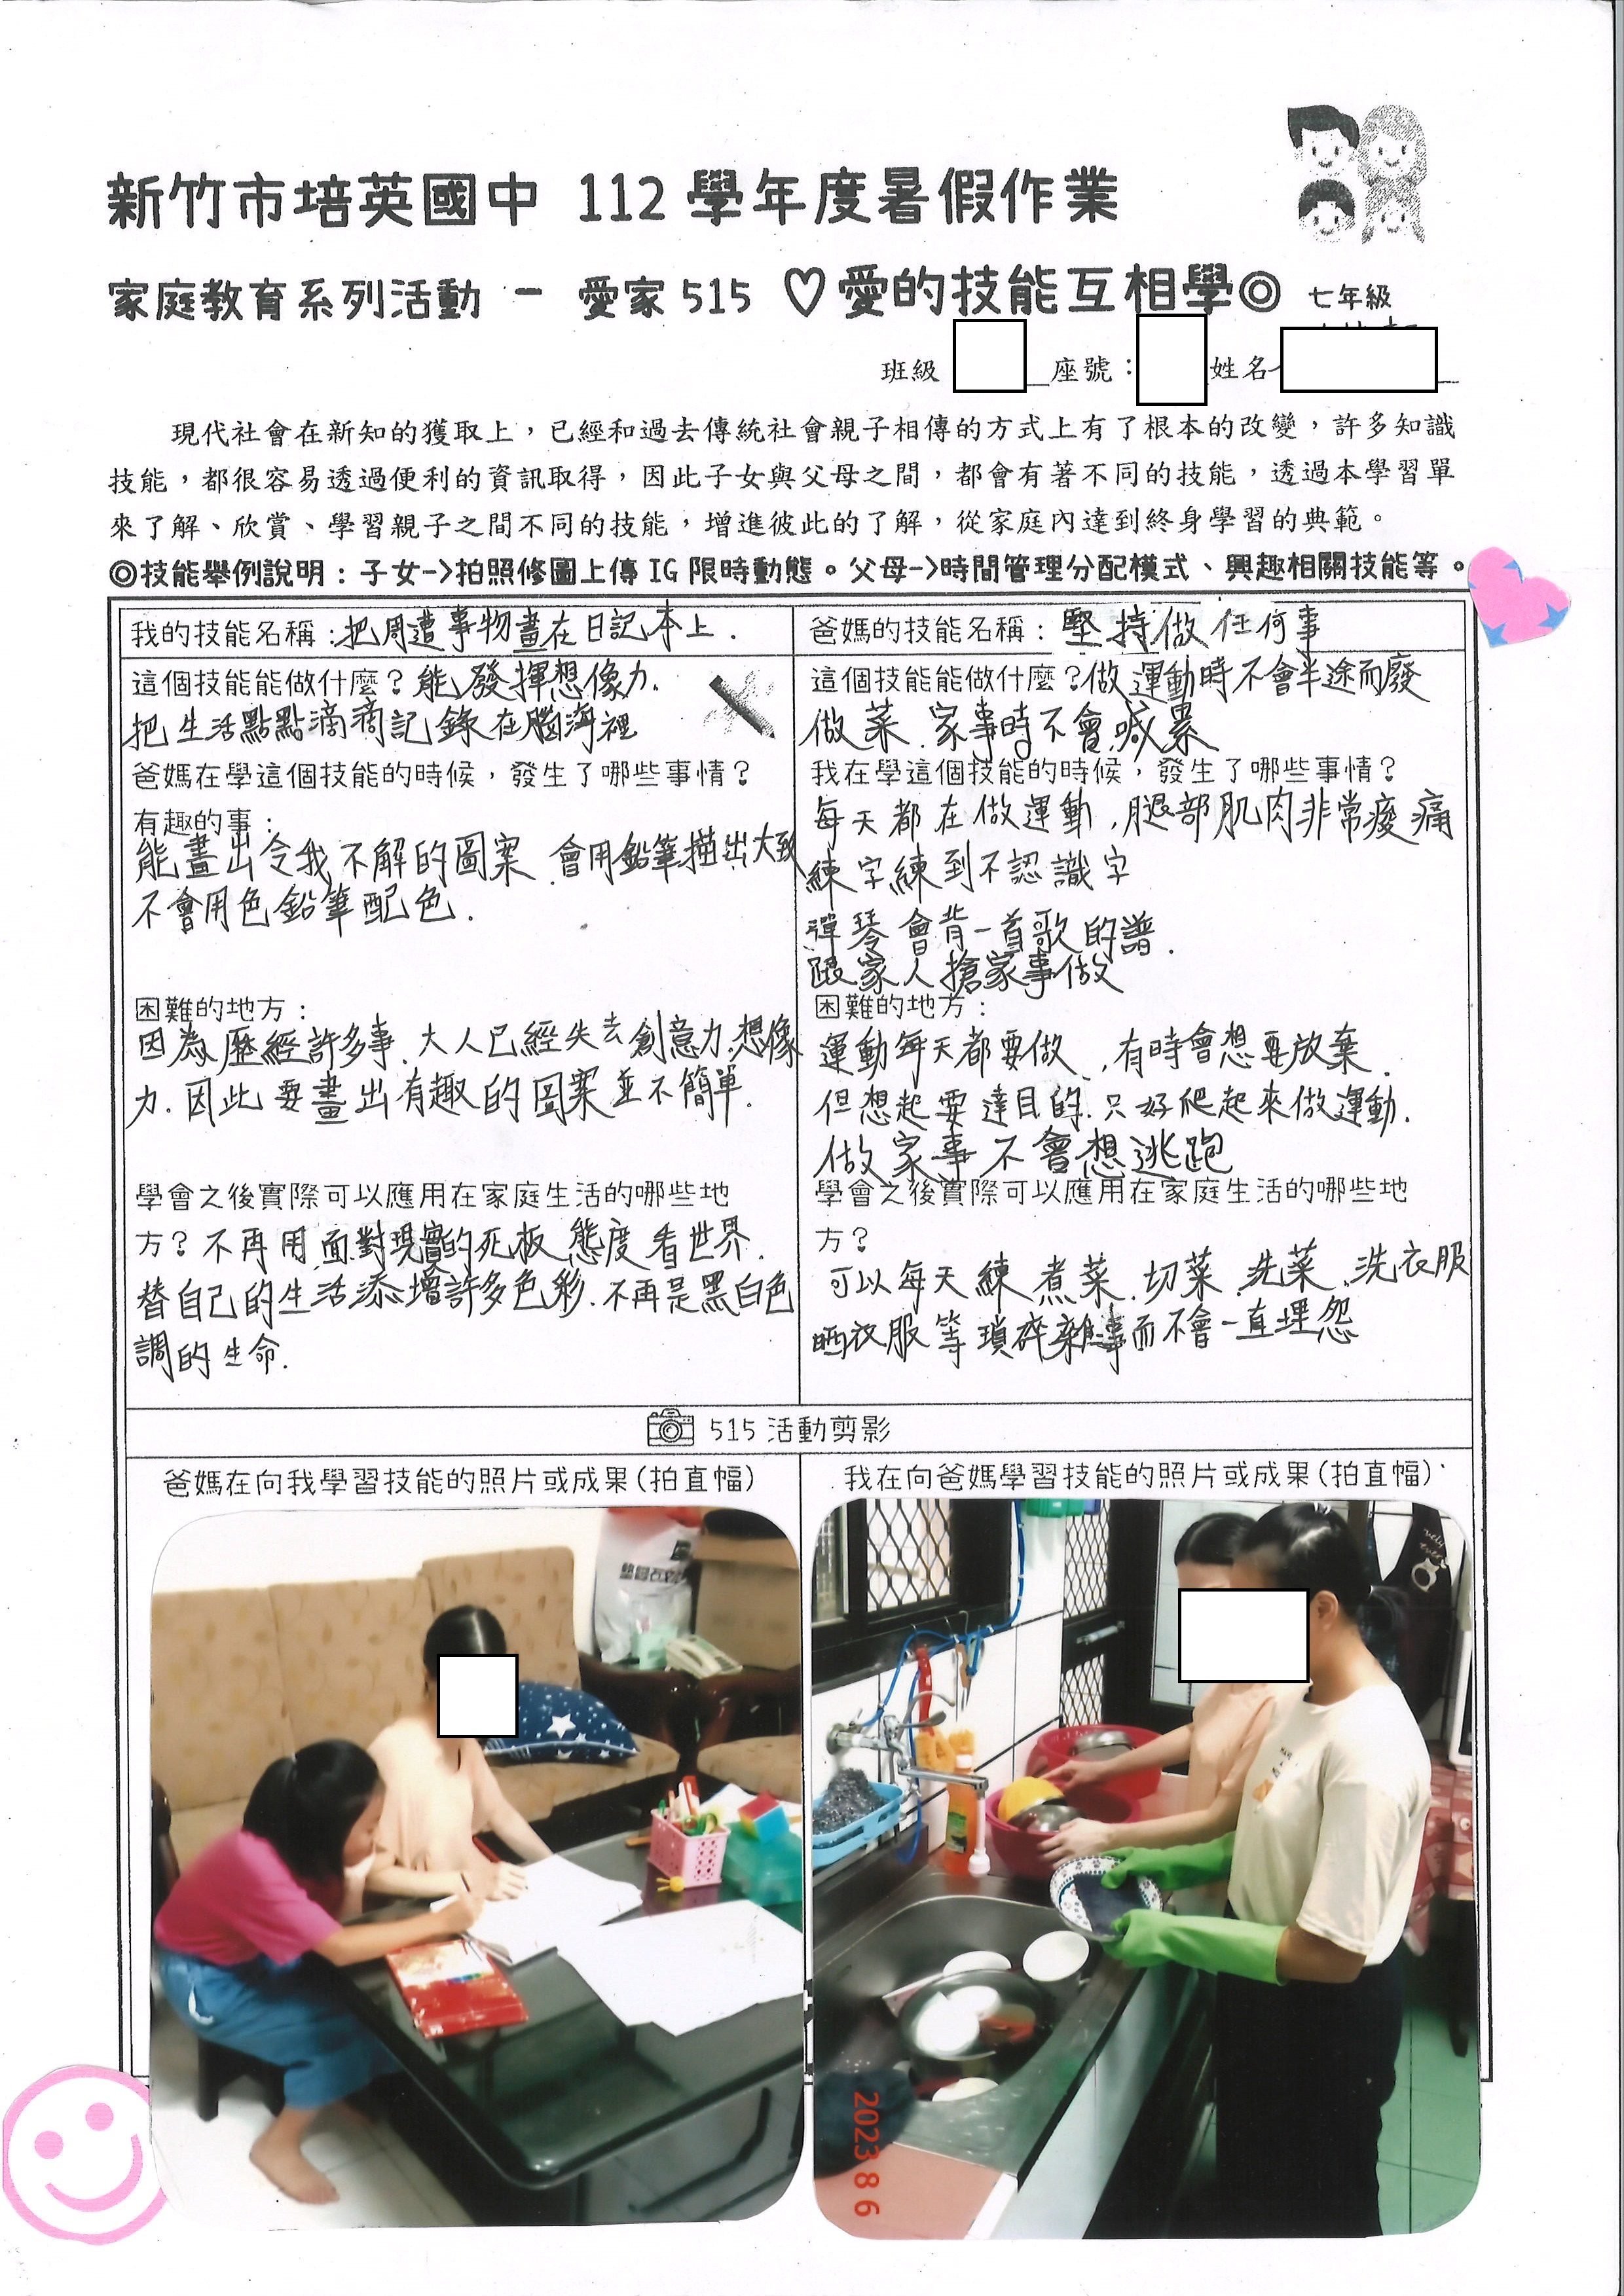 新竹市培英國中 112 學年度暑假作業
家庭教育系列活動 - 愛家 515 ♡愛的技能互相學◎ 七年級
班級 座號： 姓名
現代社會在新知的獲取上，已經和過去傳統社會親子相傳的方式上有了根本的改變，許多知識
技能，都很容易透過便利的資訊取得，因此子女與父母之間，都會有著不同的技能，透過本學習單
來了解、欣賞、學習親子之間不同的技能，增進彼此的了解，從家庭內達到終身學習的典範。
◎技能舉例說明：子女->拍照修圖上傳 IG 限時動態。父母->時間管理分配模式、興趣相關技能等。
我的技能名稱：把周遭事物畫在日記本上.
這個技能能做什麼？能發揮想像力.
把生活點點滴滴記錄在腦海裡
爸媽在學這個技能的時候，發生了哪些事情？
有趣的事：
能畫出令我不解的圖案.會用鉛筆描出大致
不會用色鉛筆配色.
困難的地方：
因為歷經許多事.大人已經失去創意力.想像
力.因此要畫出有趣的圖案並不簡單.
學會之後實際可以應用在家庭生活的哪些地
方？不再用面對現實的死板態度看世界.
替自己的生活添增許多色彩.不再是黑白色
調的生命.
爸媽的技能名稱：堅持做任何事
這個技能能做什麼？做運動時不會半途而廢
做菜.家事時不會喊累
我在學這個技能的時候，發生了哪些事情？
每天都在做運動,腿部肌肉非常痠痛
練字練到不認識字
彈琴會背一首歌的譜.
跟家人搶家事做
困難的地方：
運動每天都要做,有時會想要放棄.
但想起要達目的.只好爬起來做運動.
做家事不會想逃跑
學會之後實際可以應用在家庭生活的哪些地
方？
可以每天練煮菜.切菜.洗菜.洗衣服
晒衣服等瑣碎雜事而不會一直埋怨
515 活動剪影
爸媽在向我學習技能的照片或成果(拍直幅)
我在向爸媽學習技能的照片或成果(拍直幅)
2023 8 6